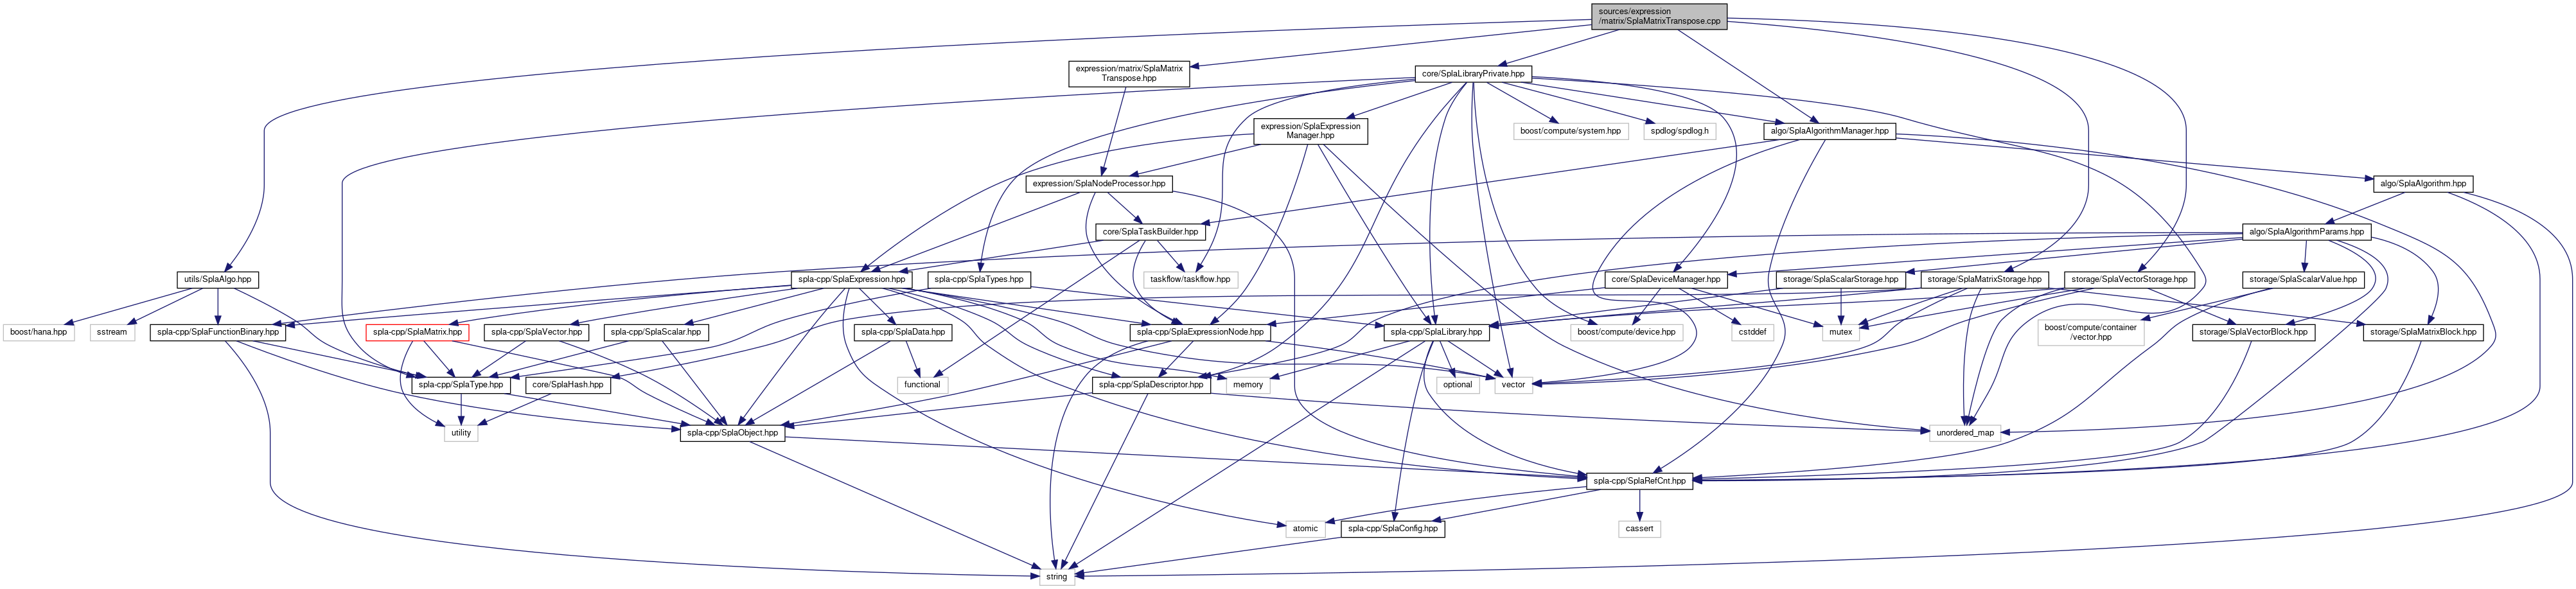 sources/expression
/matrix/SplaMatrixTranspose.cpp
expression/matrix/SplaMatrix
Transpose.hpp
core/SplaLibraryPrivate.hpp
expression/SplaExpression
Manager.hpp
boost/compute/system.hpp
spdlog/spdlog.h
algo/SplaAlgorithmManager.hpp
expression/SplaNodeProcessor.hpp
algo/SplaAlgorithm.hpp
core/SplaTaskBuilder.hpp
algo/SplaAlgorithmParams.hpp
utils/SplaAlgo.hpp
spla-cpp/SplaExpression.hpp
spla-cpp/SplaTypes.hpp
taskflow/taskflow.hpp
core/SplaDeviceManager.hpp
storage/SplaScalarStorage.hpp
storage/SplaMatrixStorage.hpp
storage/SplaVectorStorage.hpp
storage/SplaScalarValue.hpp
boost/hana.hpp
sstream
spla-cpp/SplaFunctionBinary.hpp
spla-cpp/SplaMatrix.hpp
spla-cpp/SplaVector.hpp
spla-cpp/SplaScalar.hpp
spla-cpp/SplaData.hpp
spla-cpp/SplaExpressionNode.hpp
spla-cpp/SplaLibrary.hpp
boost/compute/device.hpp
cstddef
mutex
boost/compute/container
/vector.hpp
storage/SplaVectorBlock.hpp
storage/SplaMatrixBlock.hpp
spla-cpp/SplaType.hpp
core/SplaHash.hpp
functional
spla-cpp/SplaDescriptor.hpp
memory
optional
vector
utility
spla-cpp/SplaObject.hpp
unordered_map
spla-cpp/SplaRefCnt.hpp
atomic
spla-cpp/SplaConfig.hpp
cassert
string